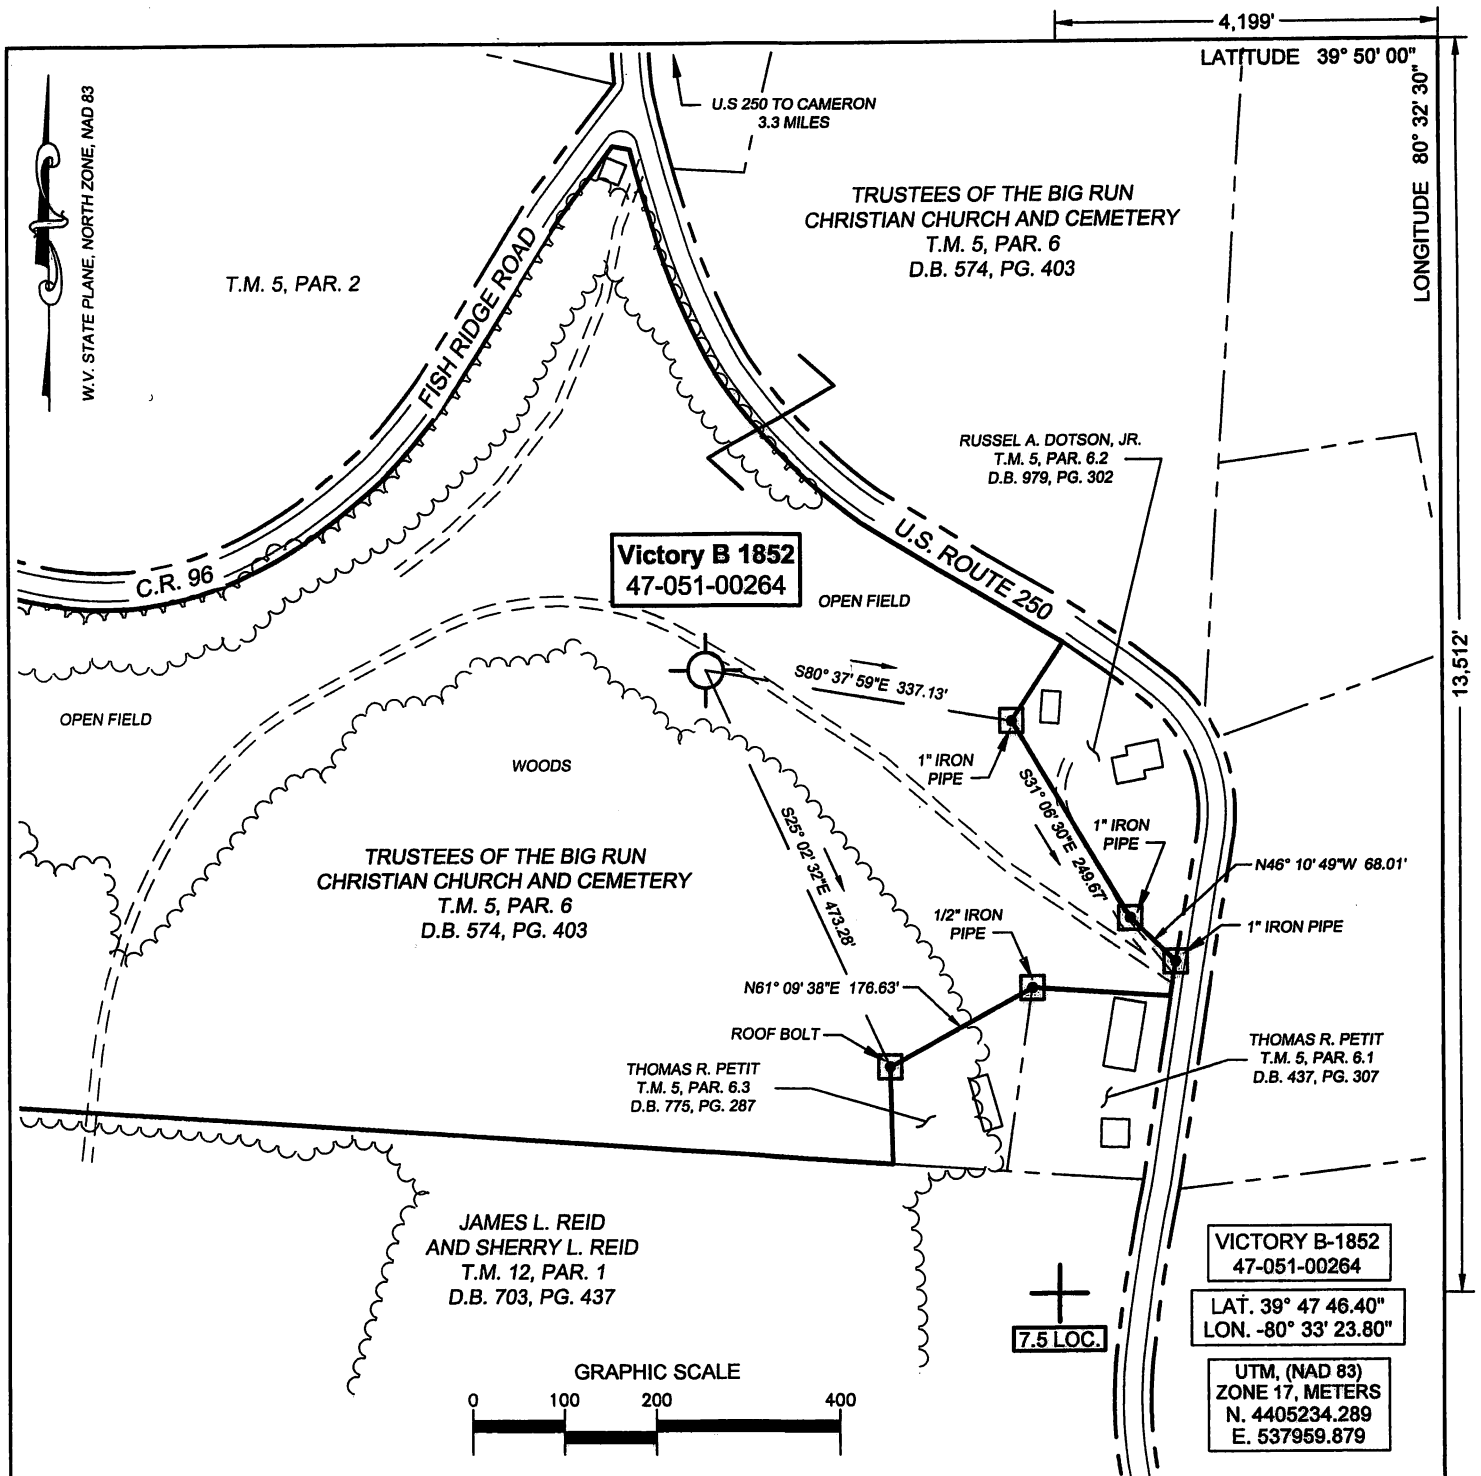 4,199'
LATITUDE 39° 50' 00"
LONGITUDE 80° 32' 30"
13,512'
W.V. STATE PLANE, NORTH ZONE, NAD 83
U.S 250 TO CAMERON
3.3 MILES
TRUSTEES OF THE BIG RUN
CHRISTIAN CHURCH AND CEMETERY
T.M. 5, PAR. 6
D.B. 574, PG. 403
T.M. 5, PAR. 2
FISH RIDGE ROAD
C.R. 96
RUSSEL A. DOTSON, JR.
T.M. 5, PAR. 6.2
D.B. 979, PG. 302
U.S. ROUTE 250
Victory B 1852
47-051-00264
OPEN FIELD
S80° 37' 59"E 337.13'
OPEN FIELD
WOODS
1" IRON
PIPE
S31° 06' 30"E 249.67'
1" IRON
PIPE
N46° 10' 49"W 68.01'
S25° 02' 32"E 473.28'
TRUSTEES OF THE BIG RUN
CHRISTIAN CHURCH AND CEMETERY
T.M. 5, PAR. 6
D.B. 574, PG. 403
1/2" IRON
PIPE
1" IRON PIPE
N61° 09' 38"E 176.63'
ROOF BOLT
THOMAS R. PETIT
T.M. 5, PAR. 6.3
D.B. 775, PG. 287
THOMAS R. PETIT
T.M. 5, PAR. 6.1
D.B. 437, PG. 307
JAMES L. REID
AND SHERRY L. REID
T.M. 12, PAR. 1
D.B. 703, PG. 437
VICTORY B-1852
47-051-00264
LAT. 39° 47 46.40"
LON. -80° 33' 23.80"
7.5 LOC.
UTM, (NAD 83)
ZONE 17, METERS
N. 4405234.289
E. 537959.879
GRAPHIC SCALE
0 100 200 400